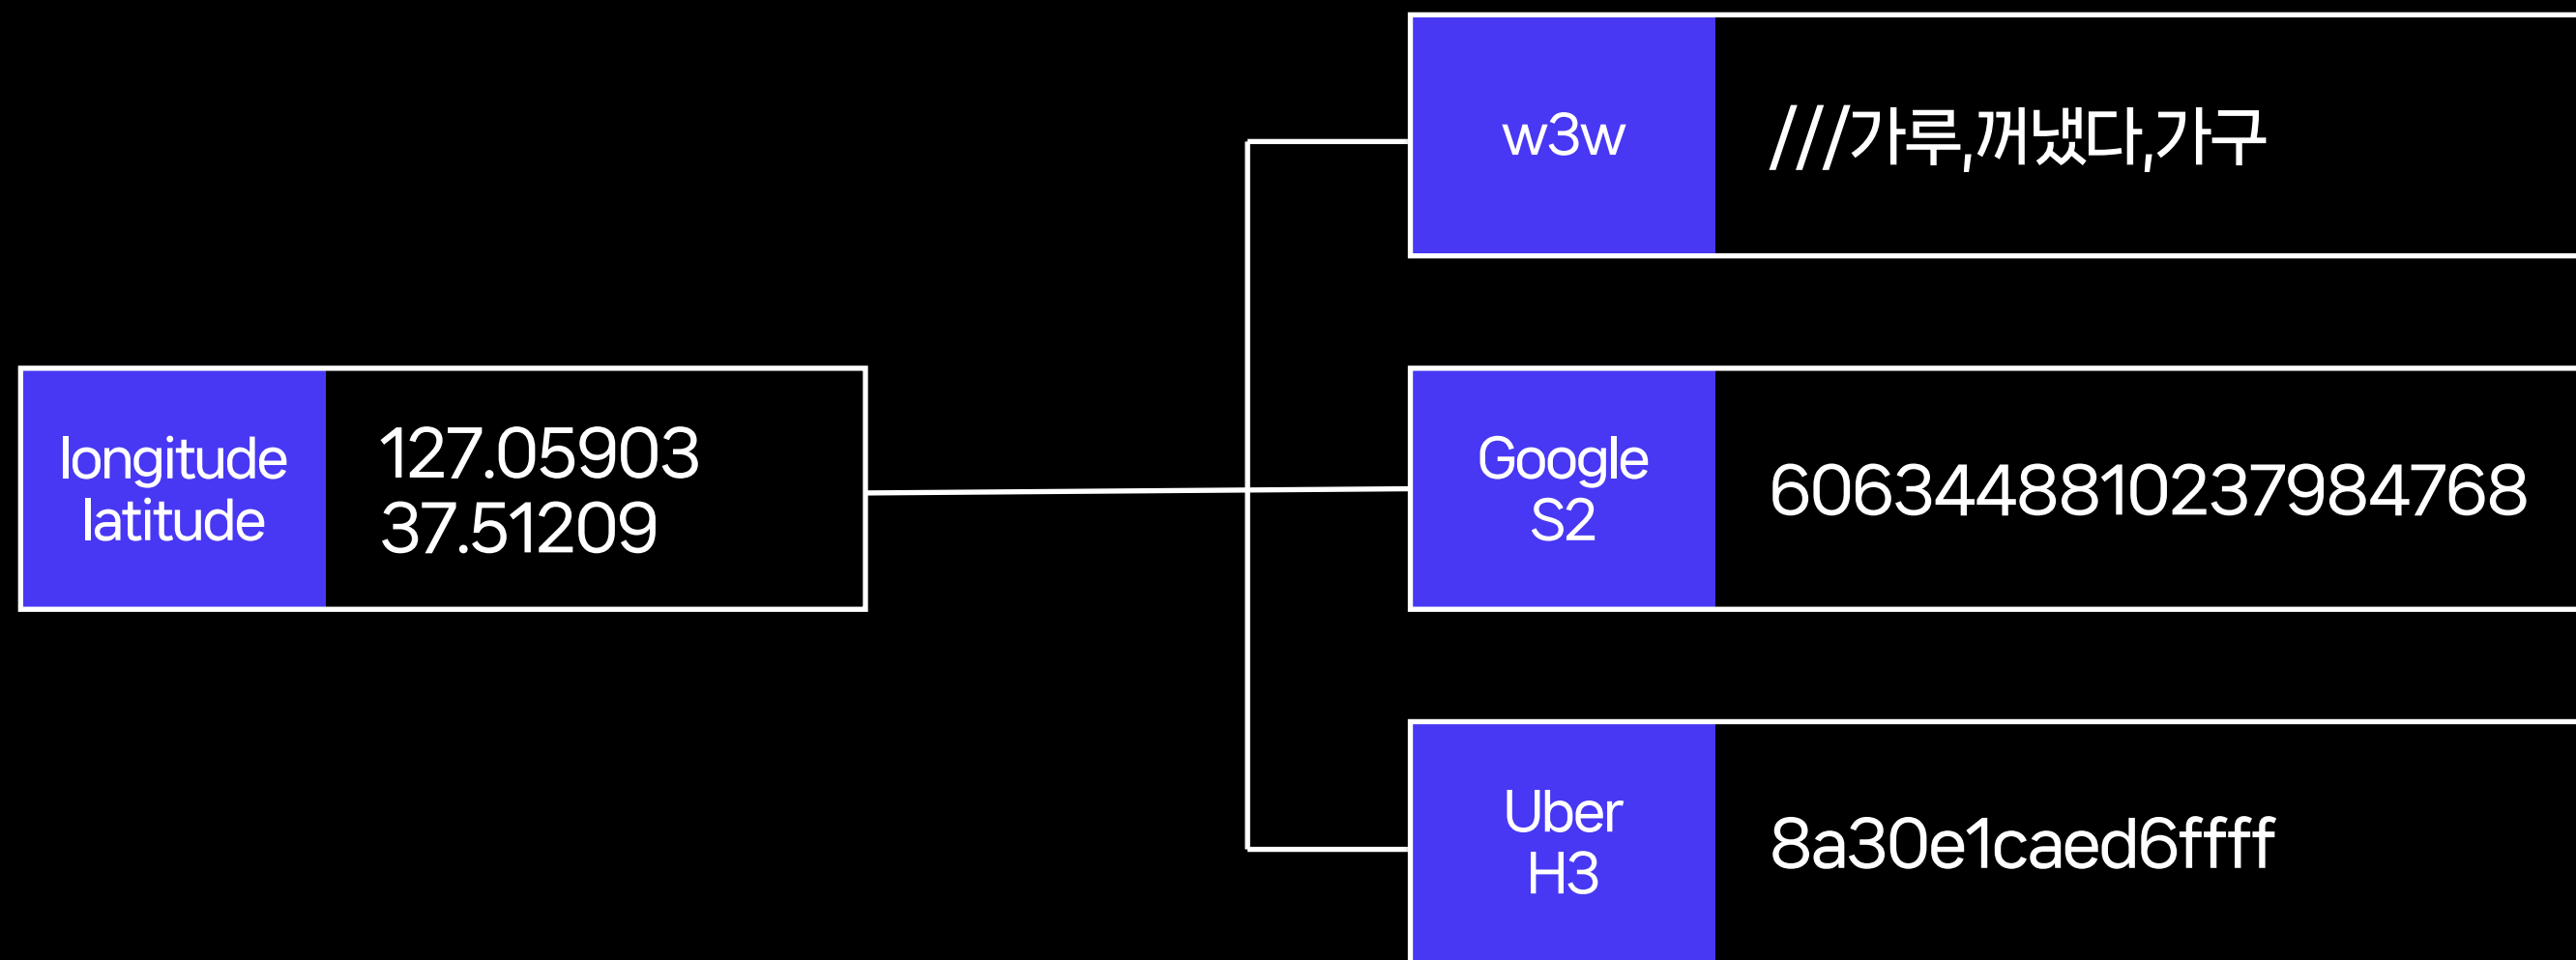 w3w
///가루,꺼냈다,가구
longitude
latitude
127.05903
37.51209
Google
S2
6063448810237984768
Uber
H3
8a30e1caed6ffff